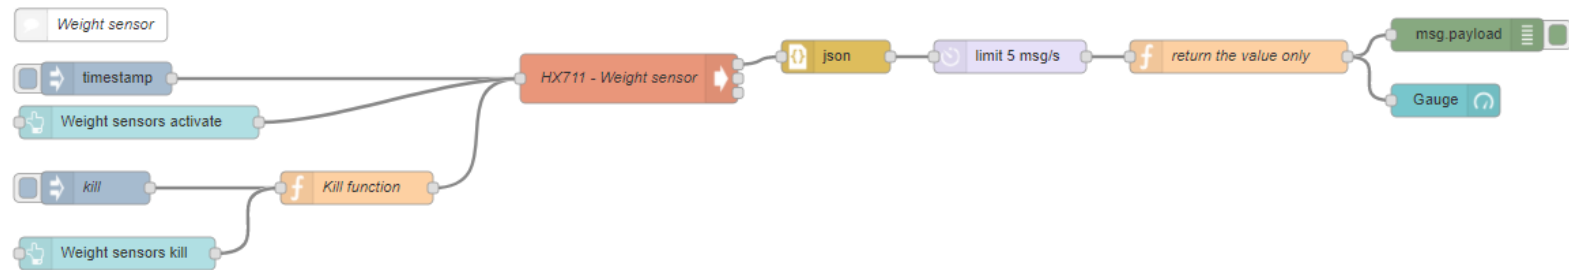 Weight sensor
timestamp
Weight sensors activate
kill
Weight sensors kill
Kill function
HX711 - Weight sensor
json
limit 5 msg/s
return the value only
msg.payload
Gauge